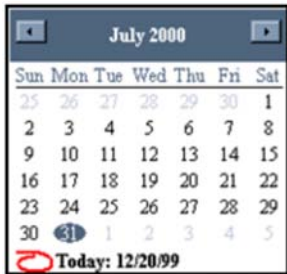 July 2000
Sun Mon Tue Wed Thu Fri Sat
25 26 27 28 29 30 1
2 3 4 5 6 7 8
9 10 11 12 13 14 15
16 17 18 19 20 21 22
23 24 25 26 27 28 29
30 31 1 2 3 4 5
Today: 12/20/99